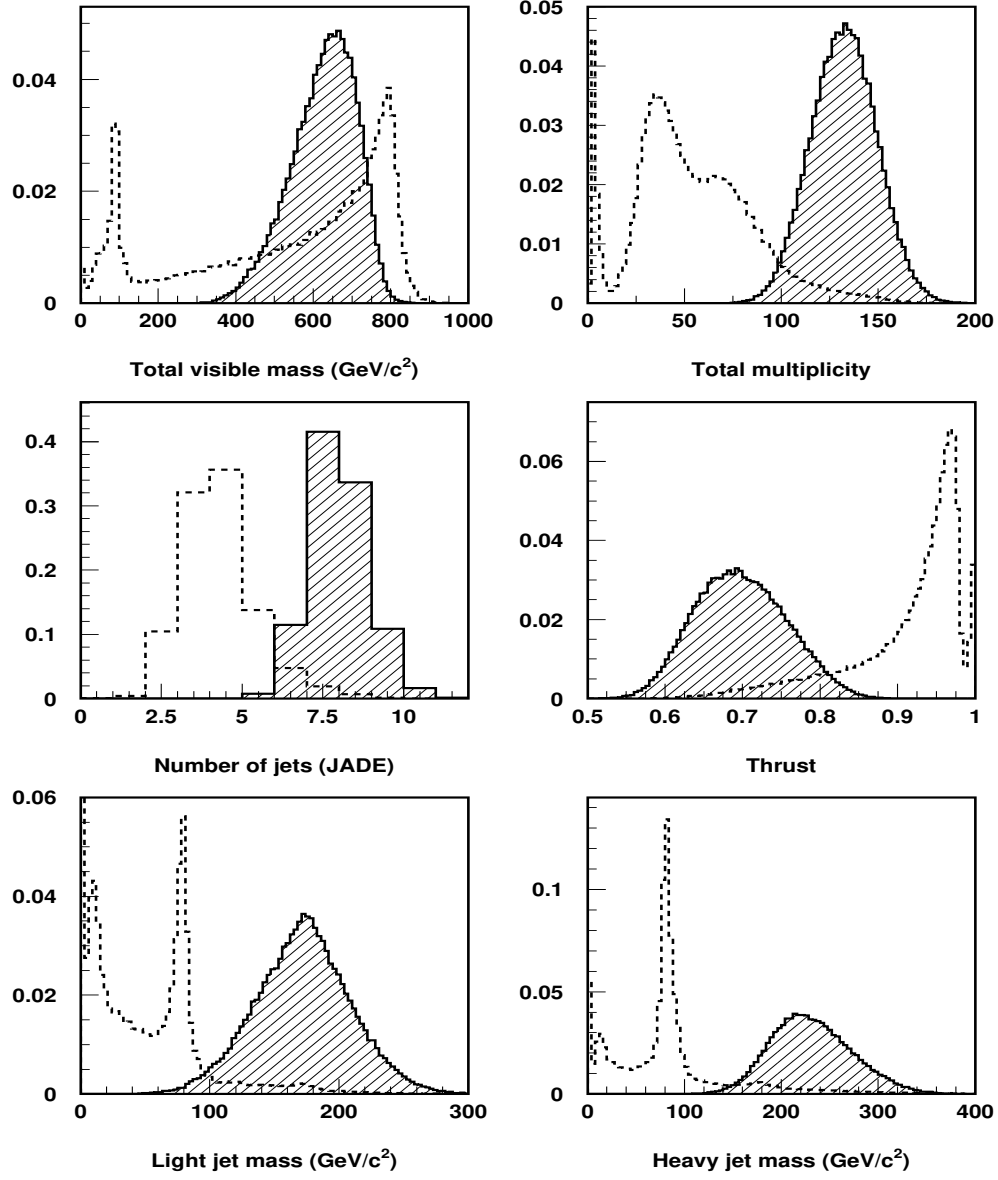 0.04
0.02
0
0 200 400 600 800 1000
Total visible mass (GeV/c²)
0.05
0.04
0.03
0.02
0.01
0
0 50 100 150 200
Total multiplicity
0.4
0.3
0.2
0.1
0
0 2.5 5 7.5 10
Number of jets (JADE)
0.06
0.04
0.02
0
0.5 0.6 0.7 0.8 0.9 1
Thrust
0.06
0.04
0.02
0
0 100 200 300
Light jet mass (GeV/c²)
0.1
0.05
0
0 100 200 300 400
Heavy jet mass (GeV/c²)